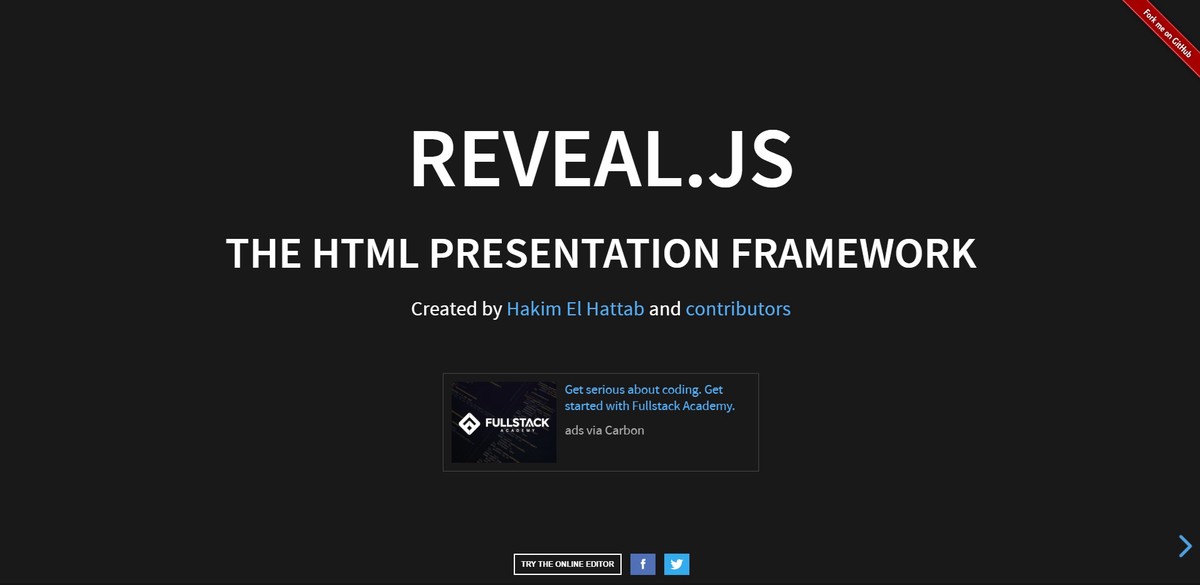 Fork me on GitHub
REVEAL.JS
THE HTML PRESENTATION FRAMEWORK
Created by Hakim El Hattab and contributors
FULLSTACK
ACADEMY
Get serious about coding. Get
started with Fullstack Academy.
ads via Carbon
TRY THE ONLINE EDITOR